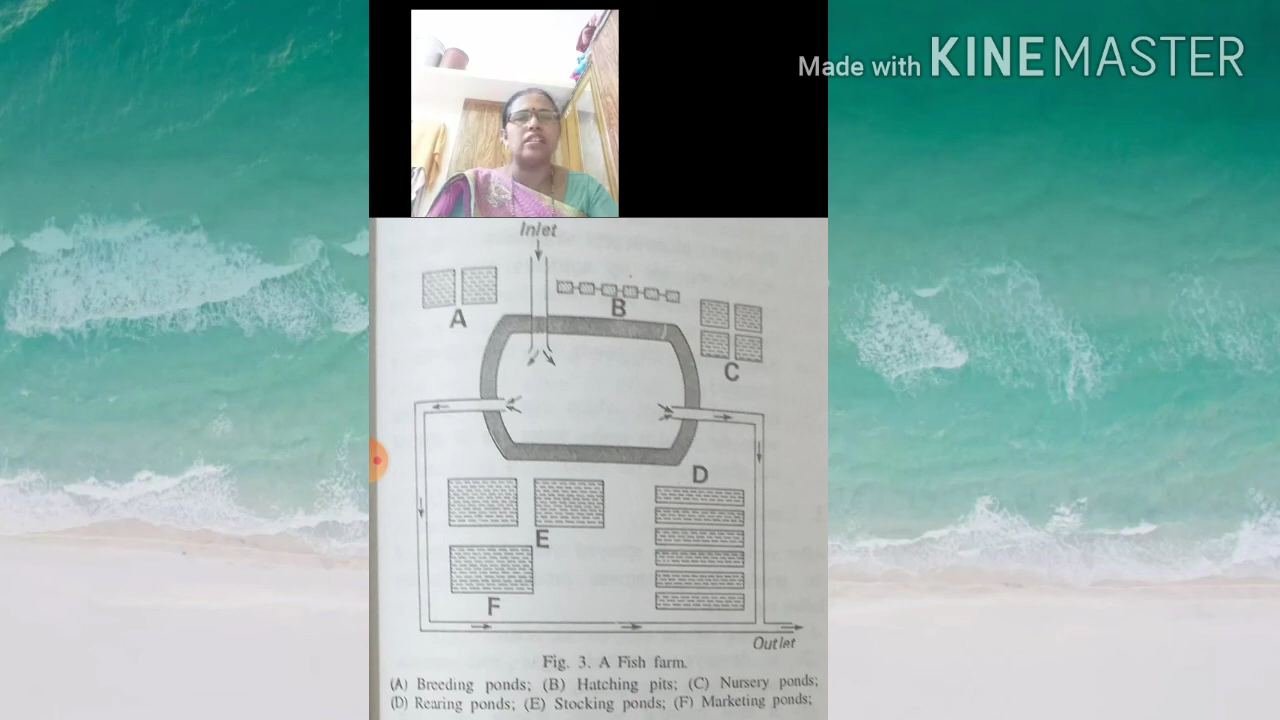 Made with KINEMASTER
Inlet
A
B
C
D
E
F
Outlet
Fig. 3. A Fish farm.
(A) Breeding ponds; (B) Hatching pits; (C) Nursery ponds;
(D) Rearing ponds; (E) Stocking ponds; (F) Marketing ponds;